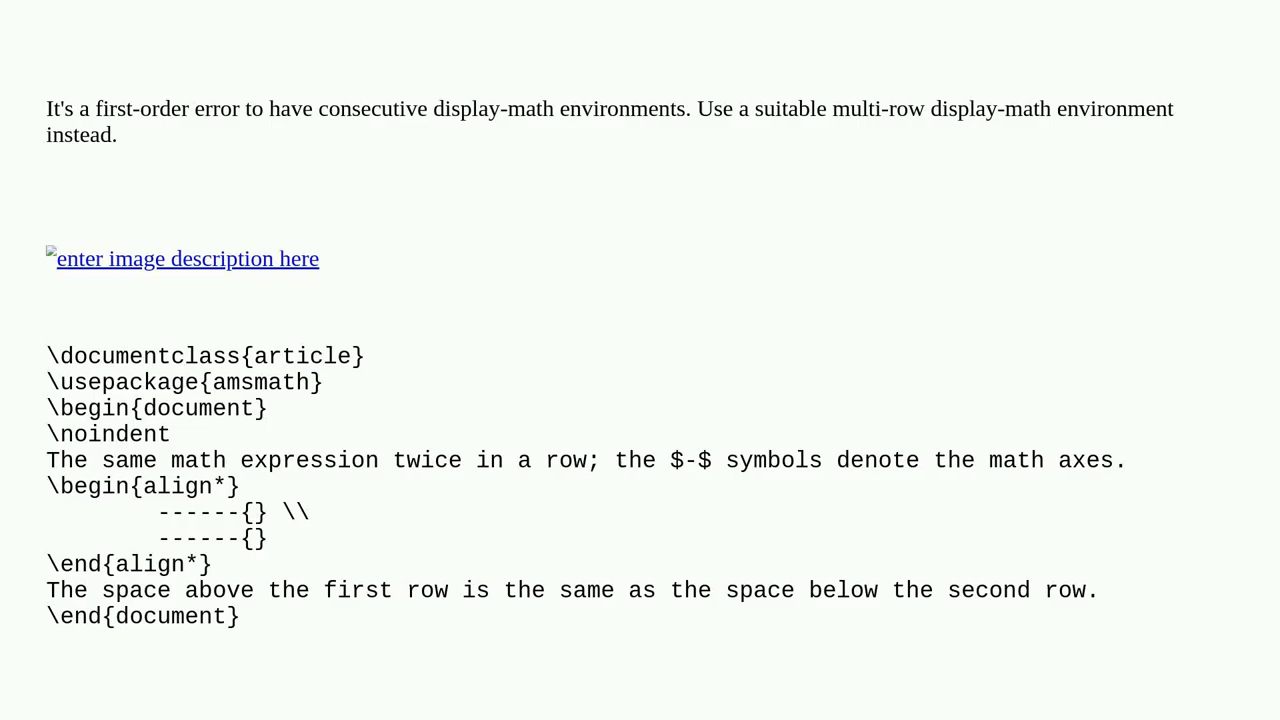 It's a first-order error to have consecutive display-math environments. Use a suitable multi-row display-math environment
instead.
enter image description here
\documentclass{article}
\usepackage{amsmath}
\begin{document}
\noindent
The same math expression twice in a row; the $-$ symbols denote the math axes.
\begin{align*}
        ------{} \\
        ------{}
\end{align*}
The space above the first row is the same as the space below the second row.
\end{document}